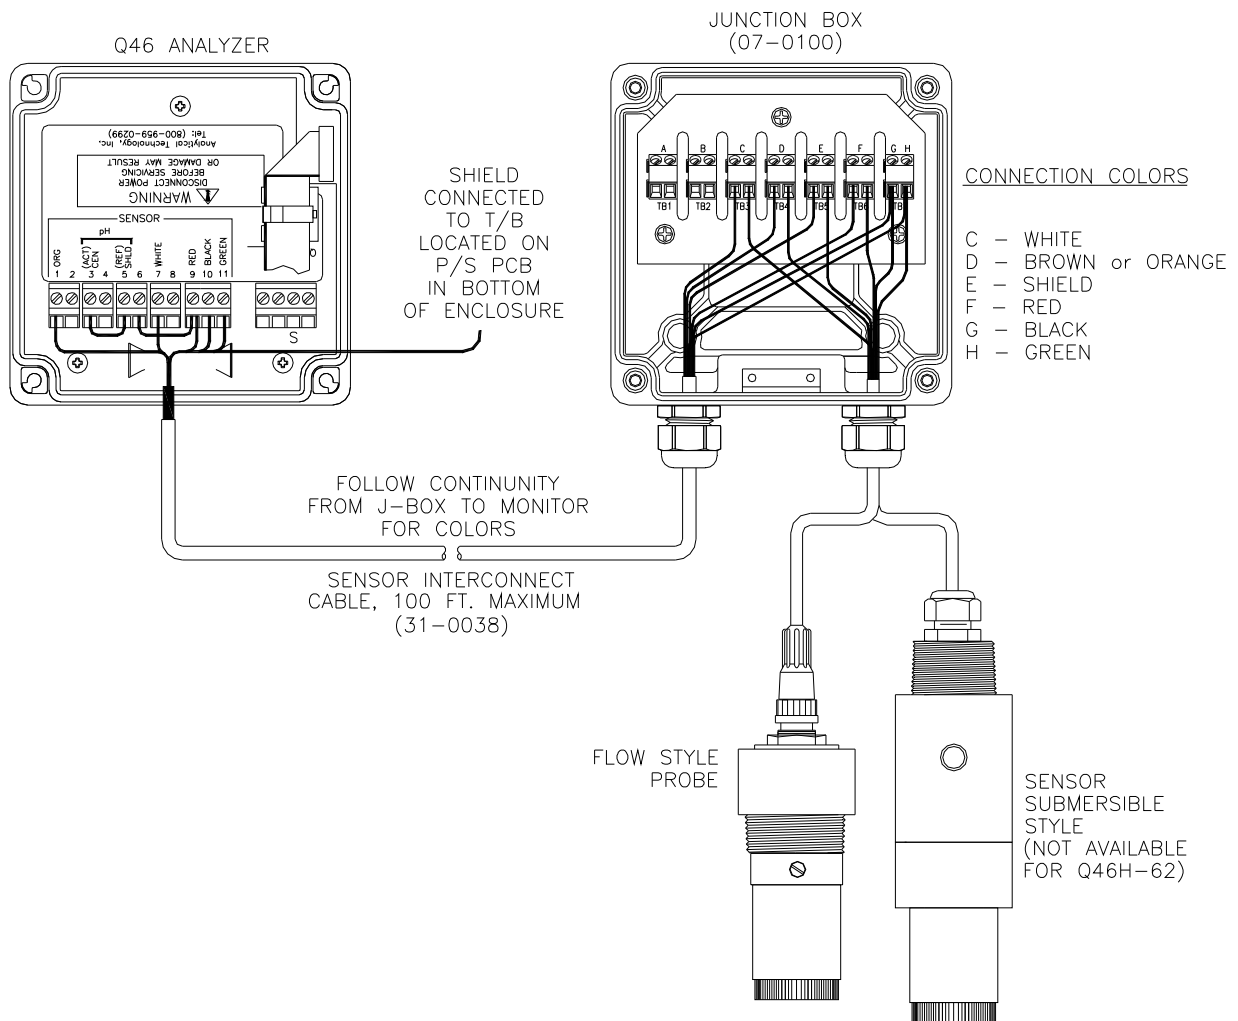 Q46 ANALYZER
JUNCTION BOX
(07-0100)
Analytical Technology, Inc.
Tel: (800-959-0299)
WARNING
DISCONNECT POWER
BEFORE SERVICING
OR DAMAGE MAY RESULT
SENSOR
pH
ORG
(ACT)
CEN
(REF)
SHLD
WHITE
RED
BLACK
GREEN
1 2 3 4 5 6 7 8 9 10 11
S
SHIELD
CONNECTED
TO T/B
LOCATED ON
P/S PCB
IN BOTTOM
OF ENCLOSURE
A B C D E F G H
TB1 TB2 TB3 TB4 TB5 TB6
CONNECTION COLORS
C - WHITE
D - BROWN or ORANGE
E - SHIELD
F - RED
G - BLACK
H - GREEN
FOLLOW CONTINUNITY
FROM J-BOX TO MONITOR
FOR COLORS
SENSOR INTERCONNECT
CABLE, 100 FT. MAXIMUM
(31-0038)
FLOW STYLE
PROBE
SENSOR
SUBMERSIBLE
STYLE
(NOT AVAILABLE
FOR Q46H-62)